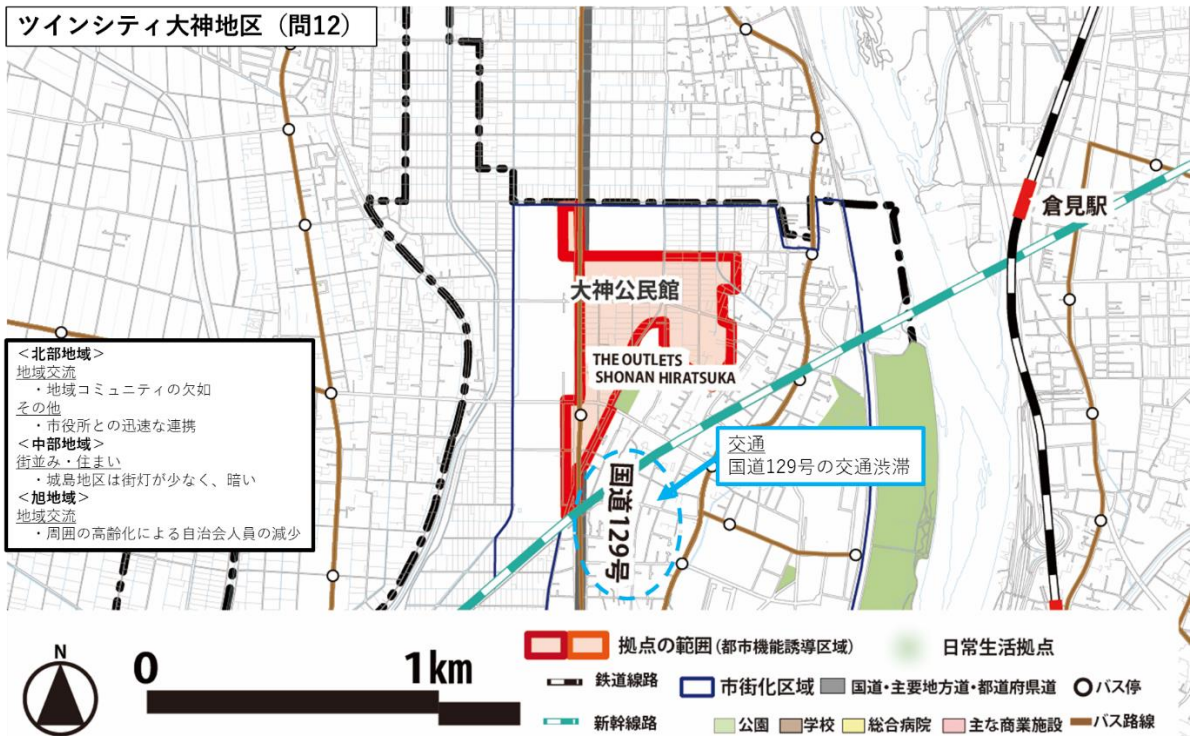 ツインシティ大神地区（問12）
倉見駅
大神公民館
THE OUTLETS
SHONAN HIRATSUKA
＜北部地域＞
地域交流
・地域コミュニティの欠如
その他
・市役所との迅速な連携
＜中部地域＞
街並み・住まい
・城島地区は街灯が少なく、暗い
＜旭地域＞
地域交流
・周囲の高齢化による自治会人員の減少
交通
国道129号の交通渋滞
国道129号
N
0 1km
拠点の範囲(都市機能誘導区域) 日常生活拠点
鉄道線路 市街化区域 国道・主要地方道・都道府県道 バス停
新幹線路 公園 学校 総合病院 主な商業施設 バス路線